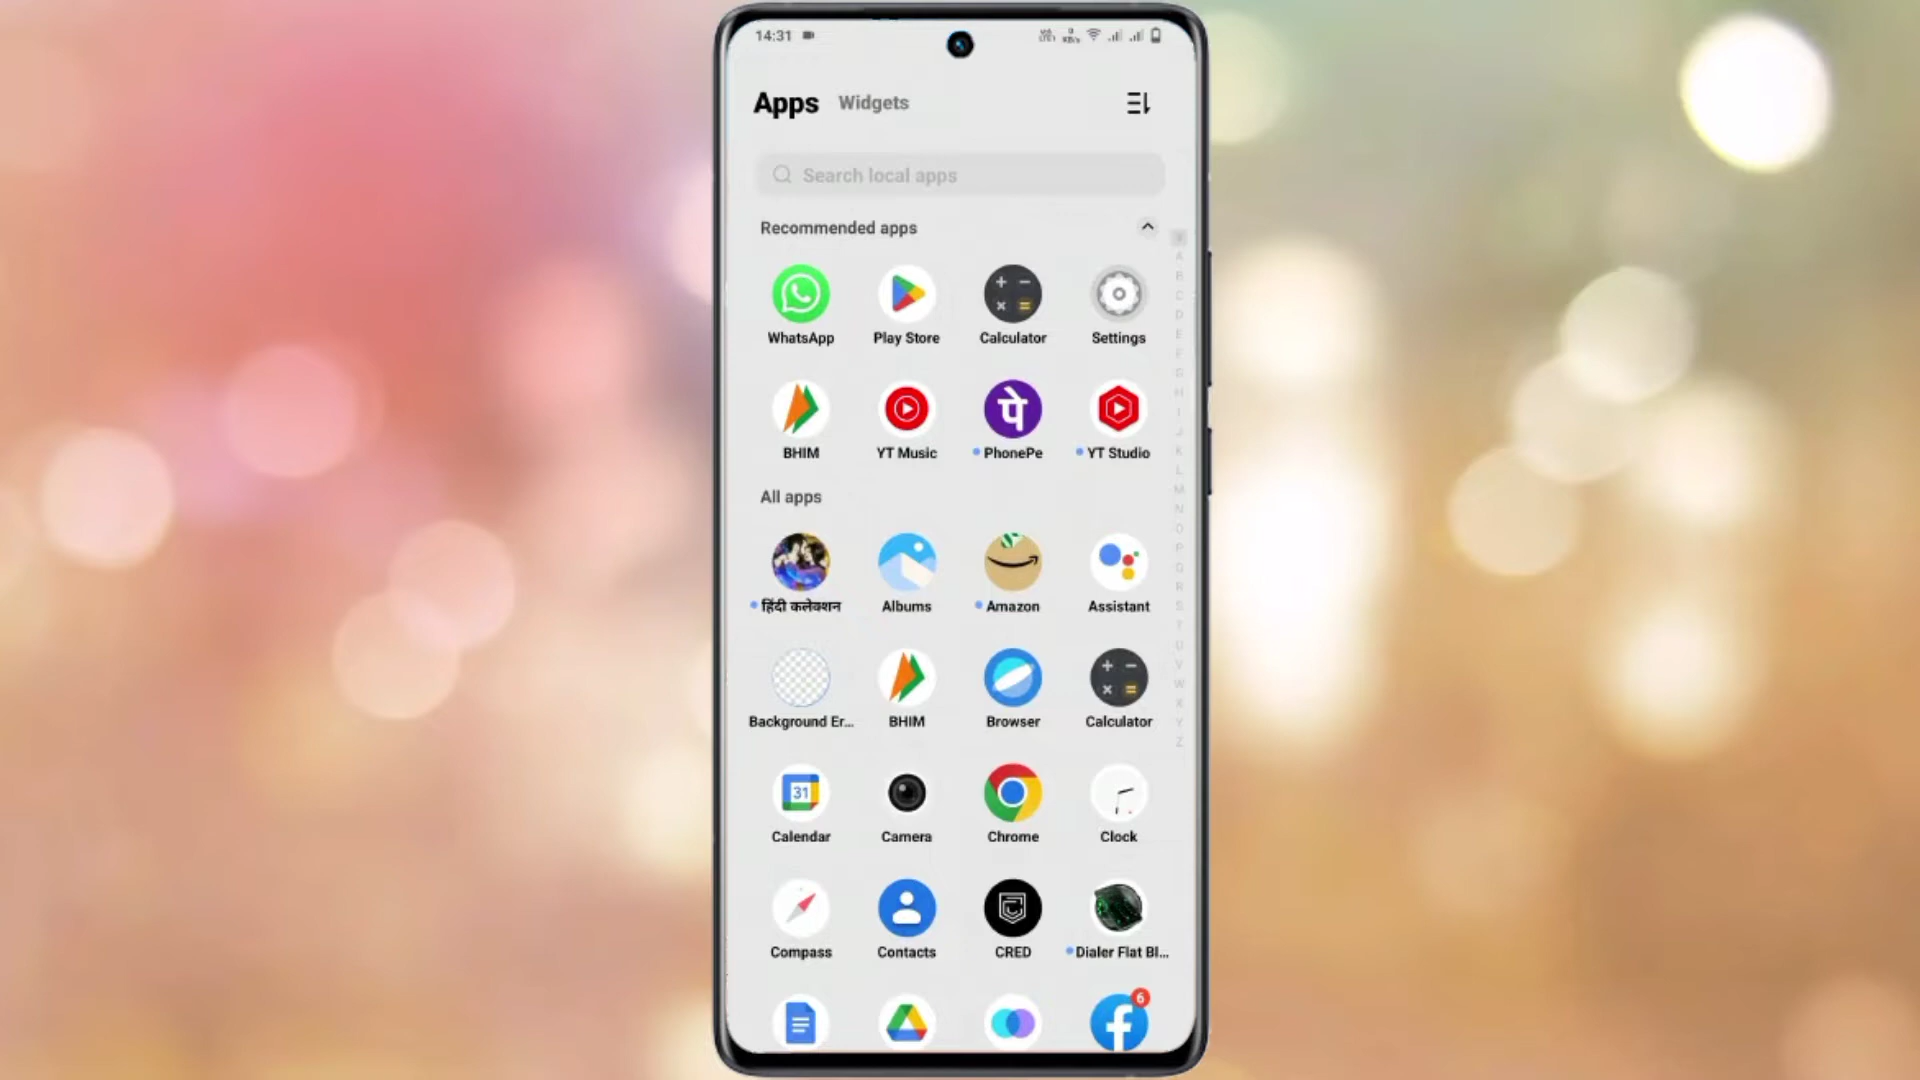 14:31
Apps Widgets
Search local apps
Recommended apps
WhatsApp Play Store Calculator Settings
BHIM YT Music PhonePe YT Studio
All apps
हिंदी कलेक्शन Albums Amazon Assistant
Background Er... BHIM Browser Calculator
31
Calendar Camera Chrome Clock
Compass Contacts CRED Dialer Flat Bl...
6
A
B
C
D
E
F
G
H
I
J
K
L
M
N
O
P
Q
R
S
T
U
V
W
X
Y
Z